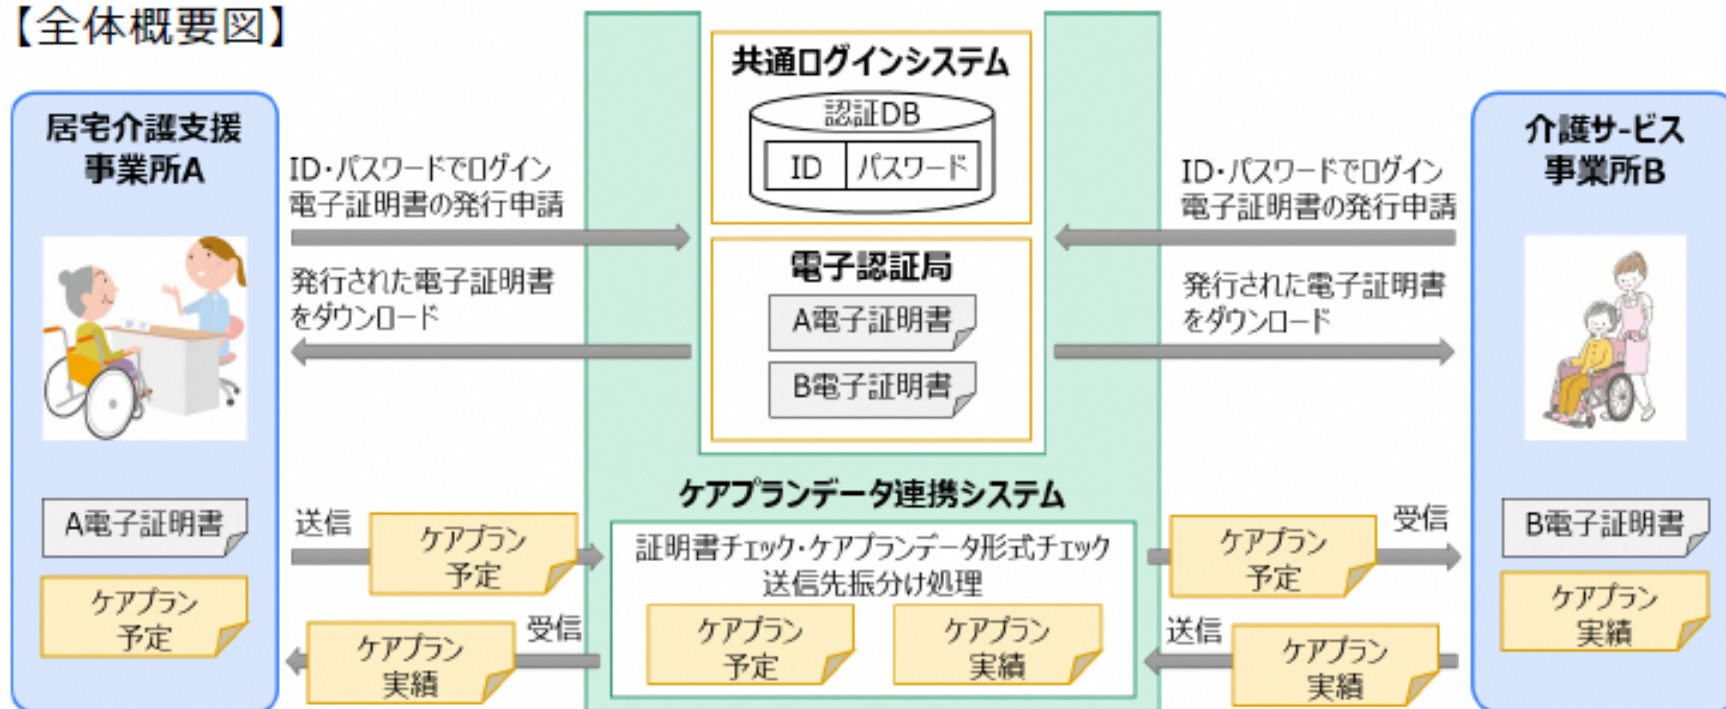 【全体概要図】
居宅介護支援
事業所A
ID・パスワードでログイン
電子証明書の発行申請
発行された電子証明書
をダウンロード
A電子証明書
ケアプラン
予定
送信
ケアプラン
予定
受信
ケアプラン
実績
共通ログインシステム
認証DB
ID
パスワード
電子認証局
A電子証明書
B電子証明書
ケアプランデータ連携システム
証明書チェック・ケアプランデータ形式チェック
送信先振分け処理
ケアプラン
予定
ケアプラン
実績
ID・パスワードでログイン
電子証明書の発行申請
発行された電子証明書
をダウンロード
ケアプラン
予定
受信
送信
ケアプラン
実績
介護サービス
事業所B
B電子証明書
ケアプラン
実績